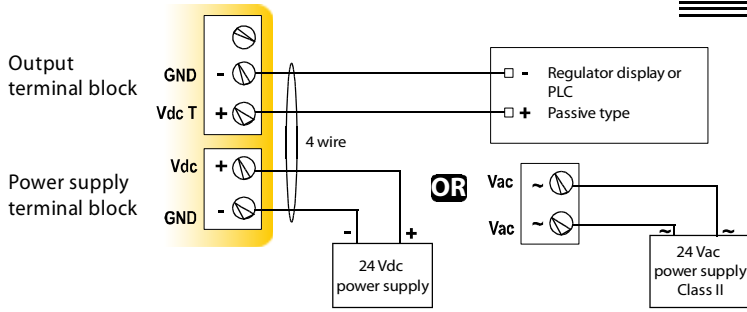 Output
terminal block
GND -
Vdc T +
- Regulator display or
PLC
+ Passive type
4 wire
Power supply
terminal block
Vdc +
GND -
- +
24 Vdc
power supply
OR
Vac ~
Vac ~
~ ~
24 Vac
power supply
Class II